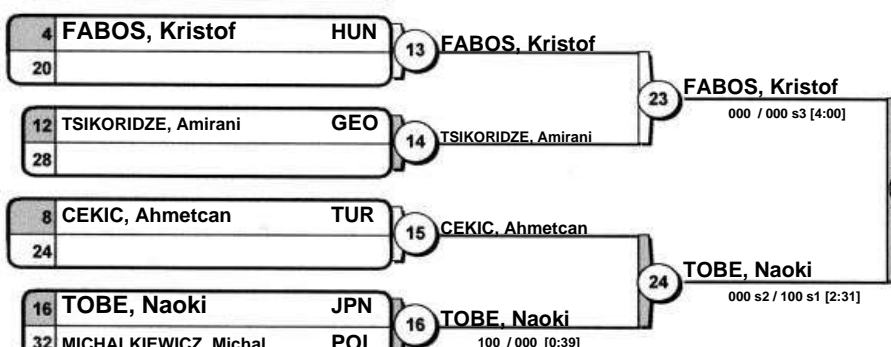 4 FABOS, Kristof HUN
20
13 FABOS, Kristof
12 TSIKORIDZE, Amirani GEO
28
14 TSIKORIDZE, Amirani
23 FABOS, Kristof
000 / 000 s3 [4:00]
8 CEKIC, Ahmetcan TUR
24
15 CEKIC, Ahmetcan
16 TOBE, Naoki JPN
32 MICHALKIEWICZ, Michal POL
16 TOBE, Naoki
100 / 000 [0:39]
24 TOBE, Naoki
000 s2 / 100 s1 [2:31]